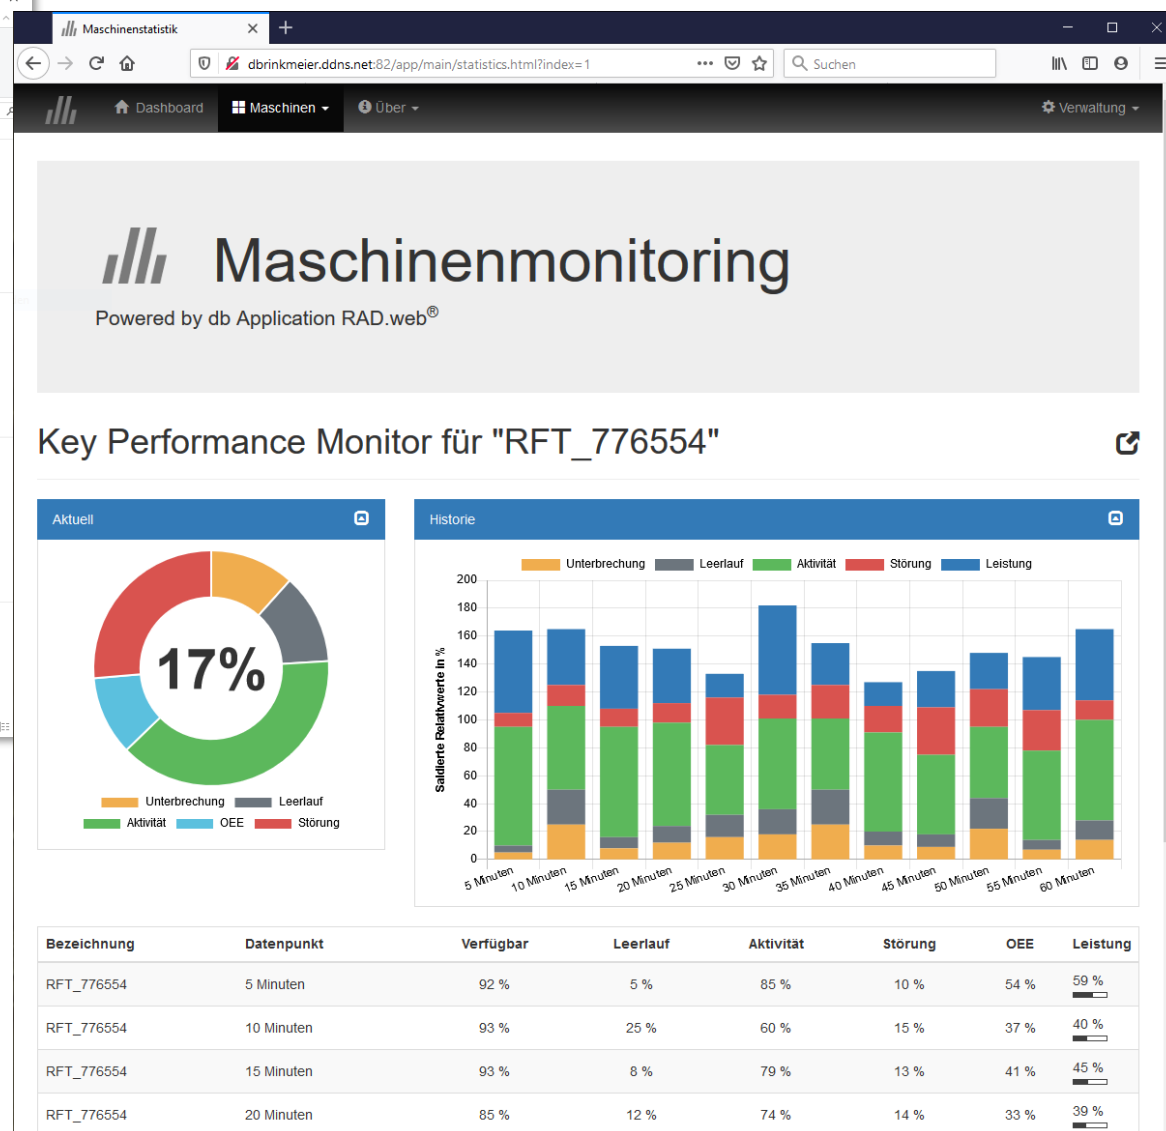 Maschinenstatistik
dbrinkmeier.ddns.net:82/app/main/statistics.html?index=1
Suchen
Dashboard Maschinen Über Verwaltung
Maschinenmonitoring
Powered by db Application RAD.web®
Key Performance Monitor für "RFT_776554"
Aktuell
17%
Unterbrechung Leerlauf
Aktivität OEE Störung
Historie
Unterbrechung Leerlauf Aktivität Störung Leistung
Saldierte Relativwerte in %
200
180
160
140
120
100
80
60
40
20
0
5 Minuten 10 Minuten 15 Minuten 20 Minuten 25 Minuten 30 Minuten 35 Minuten 40 Minuten 45 Minuten 50 Minuten 55 Minuten 60 Minuten
Bezeichnung Datenpunkt Verfügbar Leerlauf Aktivität Störung OEE Leistung
RFT_776554 5 Minuten 92 % 5 % 85 % 10 % 54 % 59 %
RFT_776554 10 Minuten 93 % 25 % 60 % 15 % 37 % 40 %
RFT_776554 15 Minuten 93 % 8 % 79 % 13 % 41 % 45 %
RFT_776554 20 Minuten 85 % 12 % 74 % 14 % 33 % 39 %